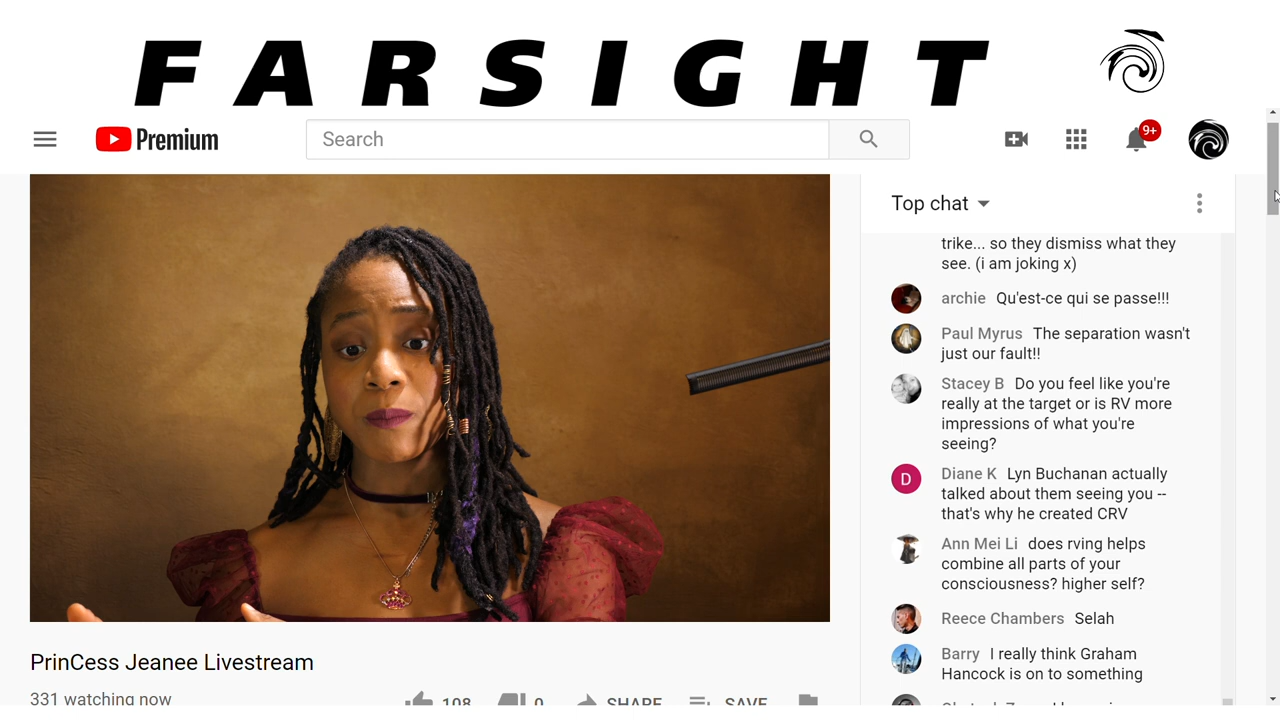 FARSIGHT
Premium
Search
9+
Top chat
trike... so they dismiss what they
see. (i am joking x)
archie Qu'est-ce qui se passe!!!
Paul Myrus The separation wasn't
just our fault!!
Stacey B Do you feel like you're
really at the target or is RV more
impressions of what you're
seeing?
D
Diane K Lyn Buchanan actually
talked about them seeing you --
that's why he created CRV
Ann Mei Li does rving helps
combine all parts of your
consciousness? higher self?
Reece Chambers Selah
Barry I really think Graham
Hancock is on to something
PrinCess Jeanee Livestream
331 watching now
108
0
SHARE
SAVE